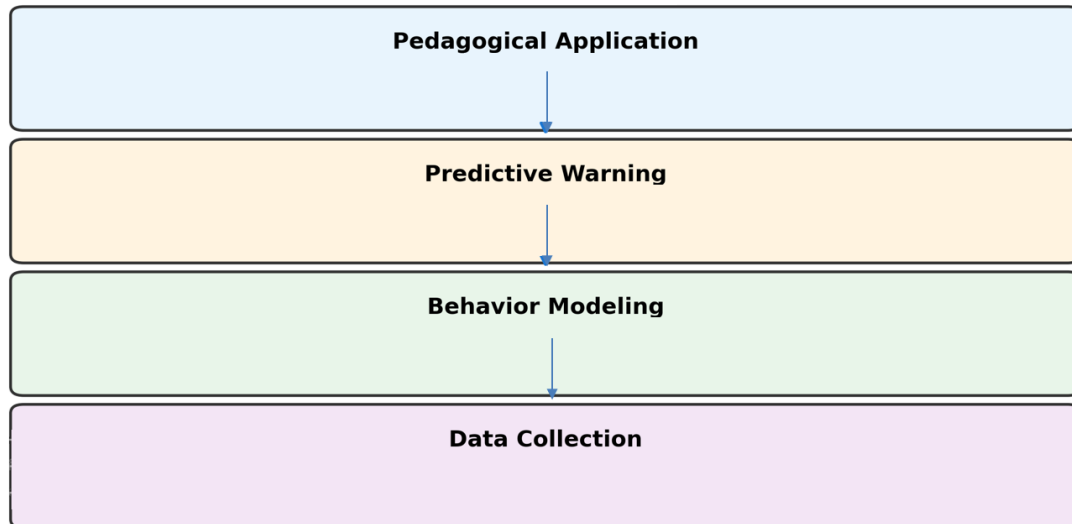 Pedagogical Application
Predictive Warning
Behavior Modeling
Data Collection